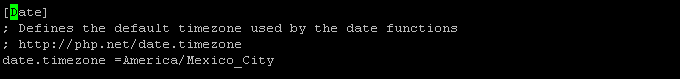 [Date]
; Defines the default timezone used by the date functions
; http://php.net/date.timezone
date.timezone =America/Mexico_City